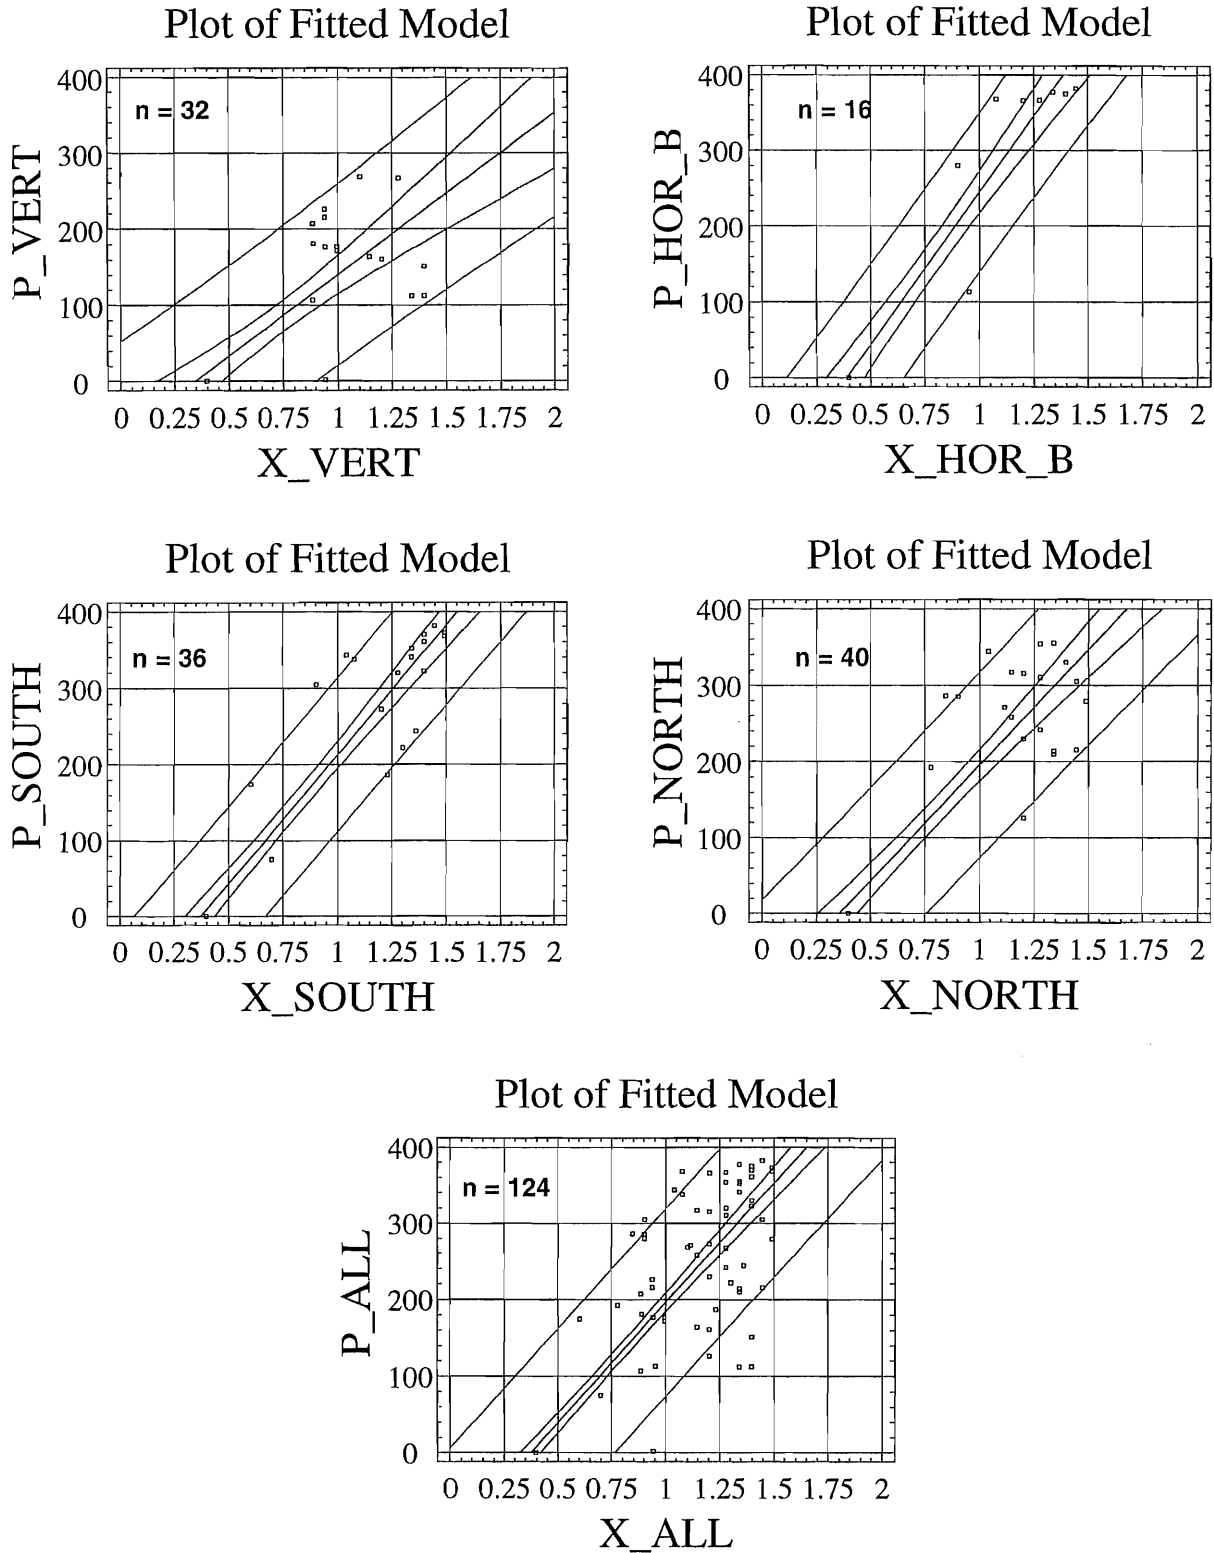 Plot of Fitted Model
n = 32
P_VERT
400
300
200
100
0
0 0.25 0.5 0.75 1 1.25 1.5 1.75 2
X_VERT
Plot of Fitted Model
n = 16
P_HOR_B
400
300
200
100
0
0 0.25 0.5 0.75 1 1.25 1.5 1.75 2
X_HOR_B
Plot of Fitted Model
n = 36
P_SOUTH
400
300
200
100
0
0 0.25 0.5 0.75 1 1.25 1.5 1.75 2
X_SOUTH
Plot of Fitted Model
n = 40
P_NORTH
400
300
200
100
0
0 0.25 0.5 0.75 1 1.25 1.5 1.75 2
X_NORTH
Plot of Fitted Model
n = 124
P_ALL
400
300
200
100
0
0 0.25 0.5 0.75 1 1.25 1.5 1.75 2
X_ALL